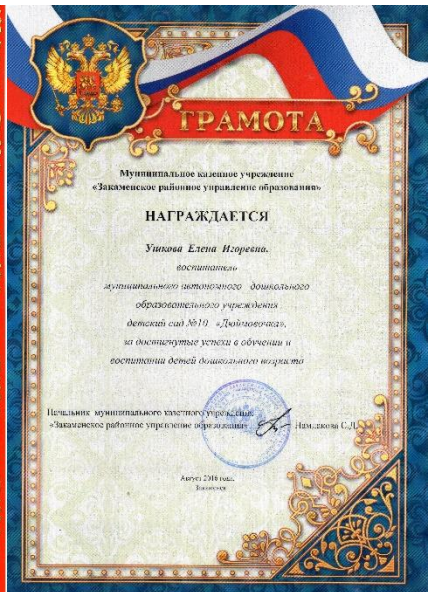 ГРАМОТА
Муниципальное казенное учреждение
«Закаменское районное управление образования»
НАГРАЖДАЕТСЯ
Ушкова Елена Игоревна,
воспитатель
муниципального автономного дошкольного
образовательного учреждения
детский сад №10 «Дюймовочка»,
за достигнутые успехи в обучении и
воспитании детей дошкольного возраста
Начальник муниципального казенного учреждения
«Закаменское районное управление образования» Намдакова С.Д.
Август 2016 года.
Закаменск